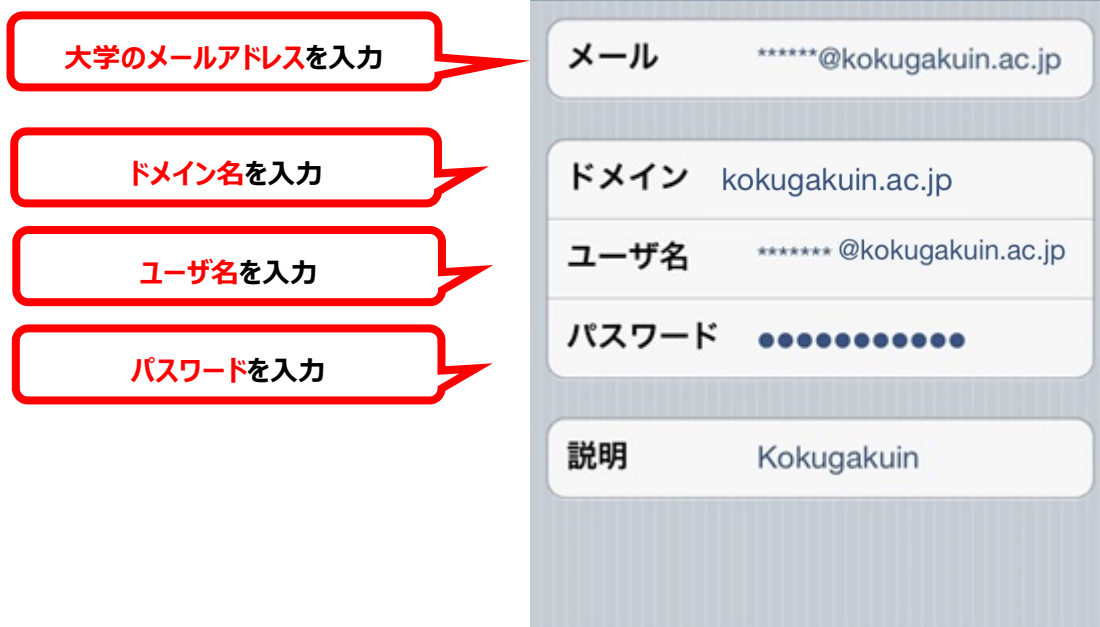 大学のメールアドレスを入力
メール ******@kokugakuin.ac.jp
ドメイン名を入力
ドメイン kokugakuin.ac.jp
ユーザ名を入力
ユーザ名 ******* @kokugakuin.ac.jp
パスワードを入力
パスワード ●●●●●●●●●●●
説明 Kokugakuin